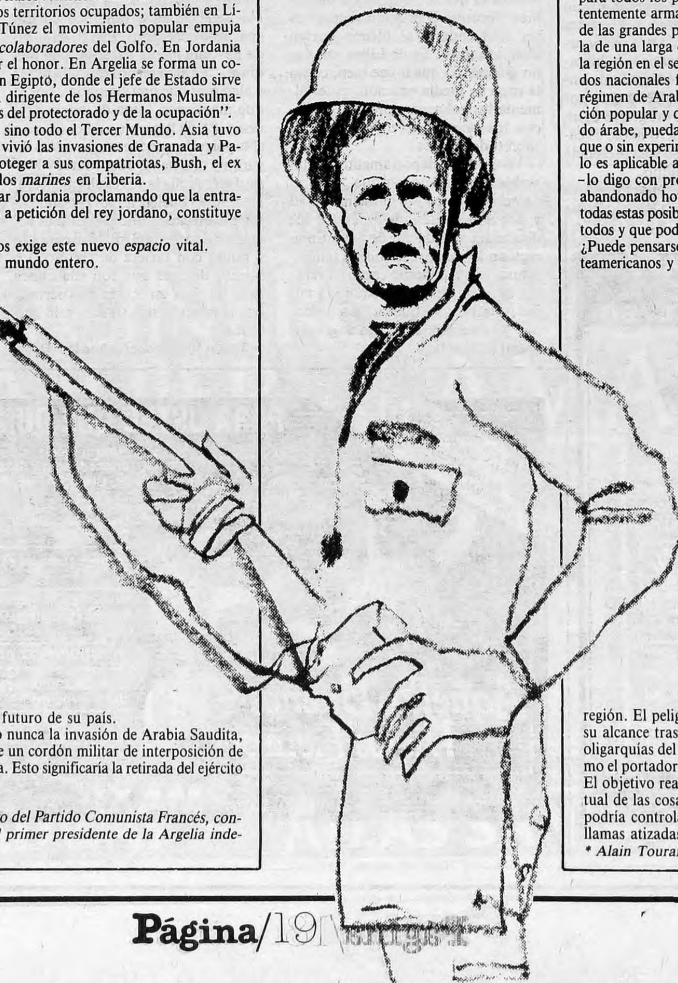 os territorios ocupados; también en Lí-
Túnez el movimiento popular empuja
colaboradores del Golfo. En Jordania
r el honor. En Argelia se forma un co-
n Egipto, donde el jefe de Estado sirve
dirigente de los Hermanos Musulma-
s del protectorado y de la ocupación".
sino todo el Tercer Mundo. Asia tuvo
vivió las invasiones de Granada y Pa-
oteger a sus compatriotas, Bush, el ex
los marines en Liberia.
ar Jordania proclamando que la entra-
a petición del rey jordano, constituye
os exige este nuevo espacio vital.
mundo entero.
futuro de su país.
o nunca la invasión de Arabia Saudita,
e un cordón militar de interposición de
a. Esto significaría la retirada del ejército
o del Partido Comunista Francés, con-
l primer presidente de la Argelia inde-
tentemente arma
de las grandes p
la de una larga
la región en el se
dos nacionales f
régimen de Arab
ción popular y d
do árabe, pueda
que o sin experim
lo es aplicable a
-lo digo con pre
abandonado ho
todas estas posibi
todos y que pod
¿Puede pensarse
teamericanos y
región. El pelig
su alcance tras
oligarquías del
mo el portador
El objetivo rea
tual de las cosa
podría controla
llamas atizadas
* Alain Tourai
Página/19